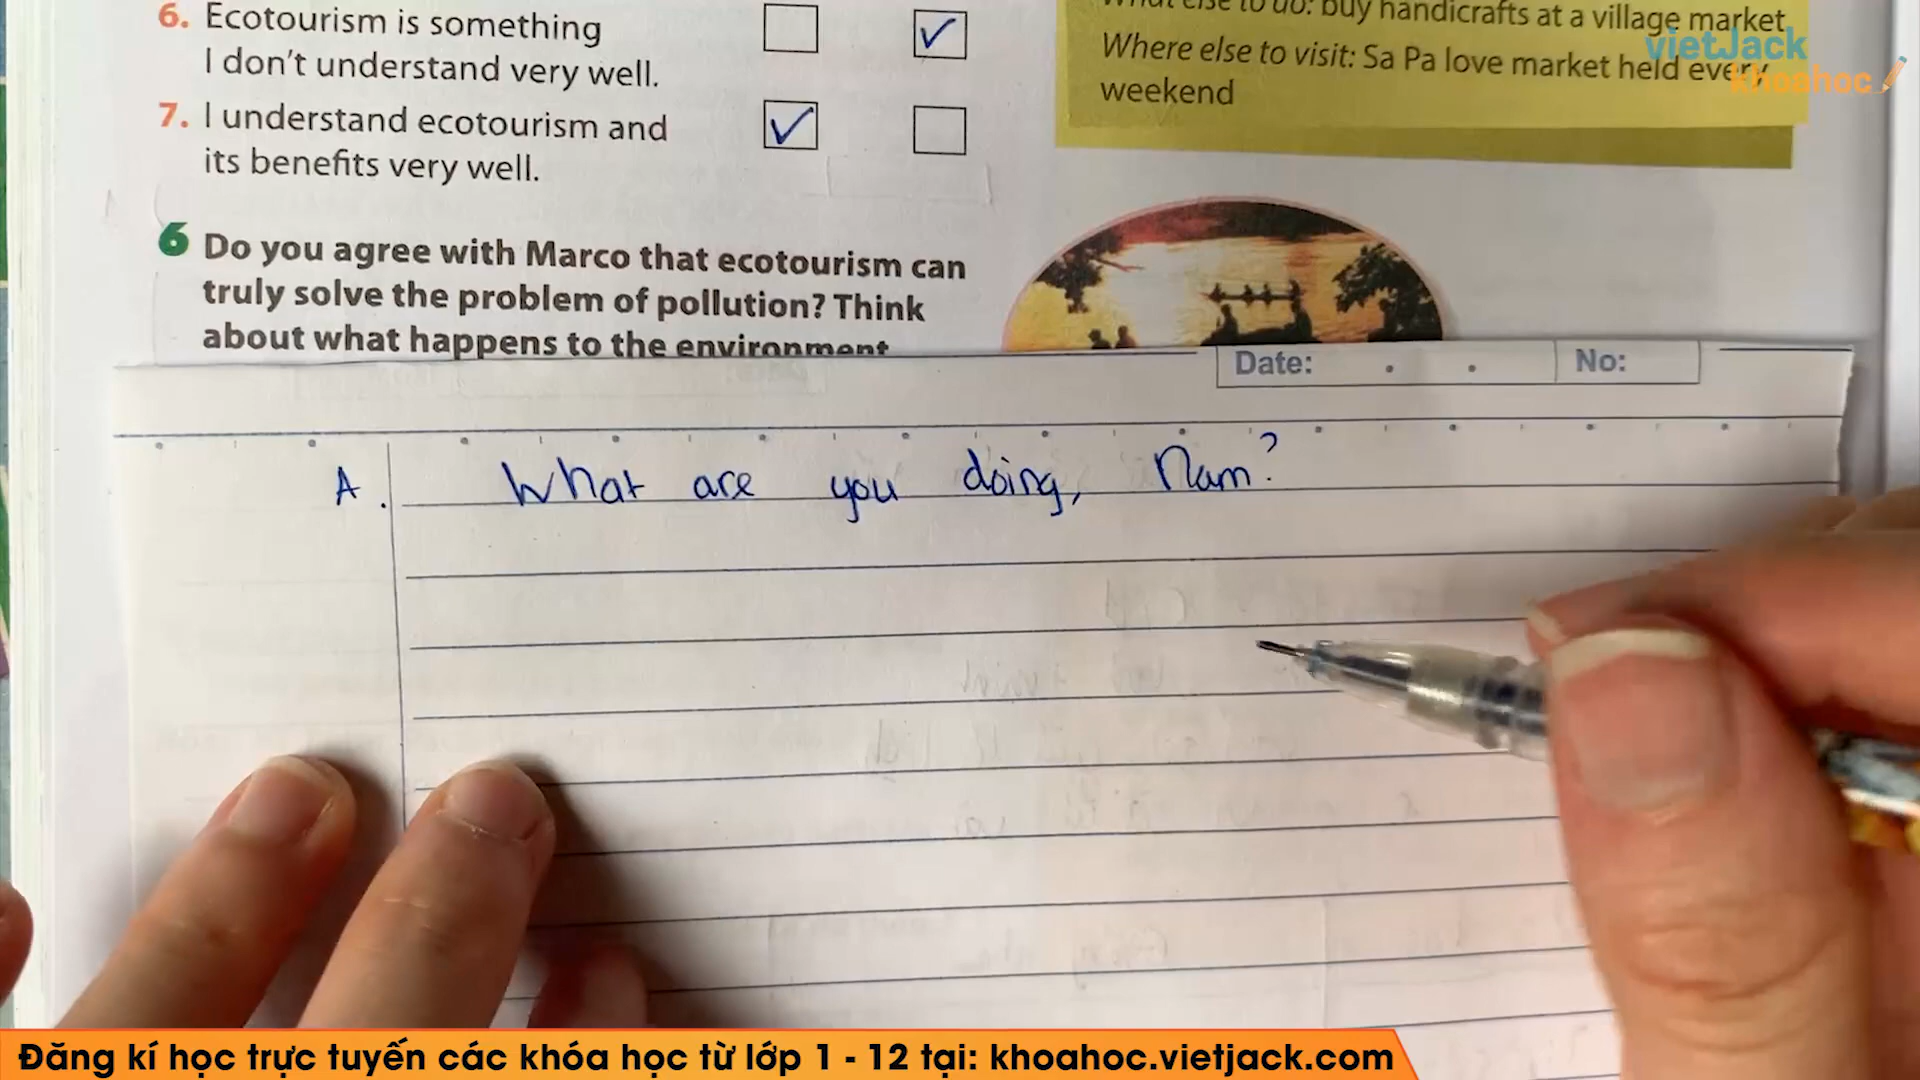 What else to do: buy handicrafts at a village market
Where else to visit: Sa Pa love market held every
weekend
vietJack
khoahoc
6. Ecotourism is something
I don't understand very well.
7. I understand ecotourism and
its benefits very well.
6 Do you agree with Marco that ecotourism can
truly solve the problem of pollution? Think
about what happens to the environment
Date: . . No:
A. What are you doing, Nam?
Đăng kí học trực tuyến các khóa học từ lớp 1 - 12 tại: khoahoc.vietjack.com